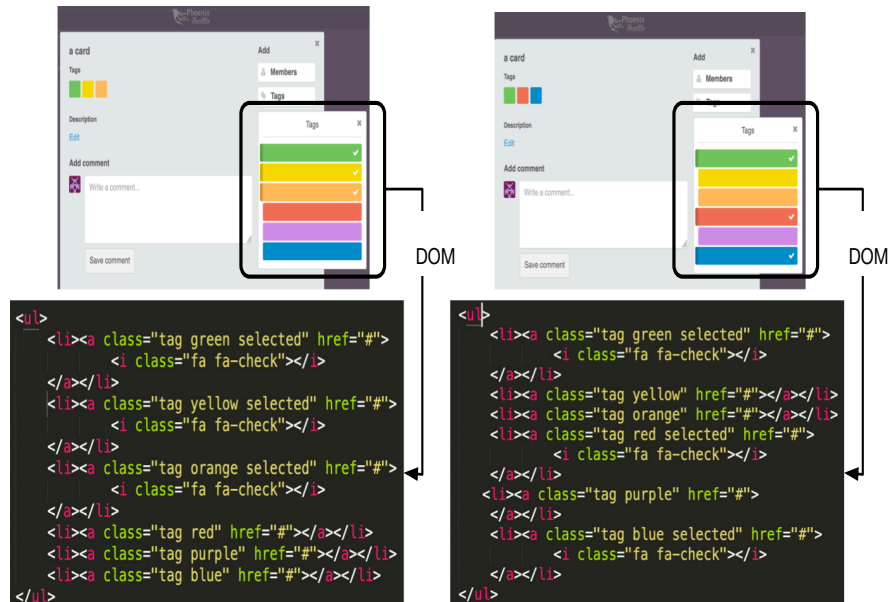 Phoenix
Trello
a card
Add
x
Tags
Members
Tags
Description
Edit
Tags
x
Add comment
Write a comment...
Save comment
DOM
<ul>
<li><a class="tag green selected" href="#">
<i class="fa fa-check"></i>
</a></li>
<li><a class="tag yellow selected" href="#">
<i class="fa fa-check"></i>
</a></li>
<li><a class="tag orange selected" href="#">
<i class="fa fa-check"></i>
</a></li>
<li><a class="tag red" href="#"></a></li>
<li><a class="tag purple" href="#"></a></li>
<li><a class="tag blue" href="#"></a></li>
</ul>
Phoenix
Trello
a card
Add
x
Tags
Members
Tags
Description
Edit
Tags
x
Add comment
Write a comment...
Save comment
DOM
<ul>
<li><a class="tag green selected" href="#">
<i class="fa fa-check"></i>
</a></li>
<li><a class="tag yellow" href="#"></a></li>
<li><a class="tag orange" href="#"></a></li>
<li><a class="tag red selected" href="#">
<i class="fa fa-check"></i>
</a></li>
<li><a class="tag purple" href="#">
</a></li>
<li><a class="tag blue selected" href="#">
<i class="fa fa-check"></i>
</a></li>
</ul>